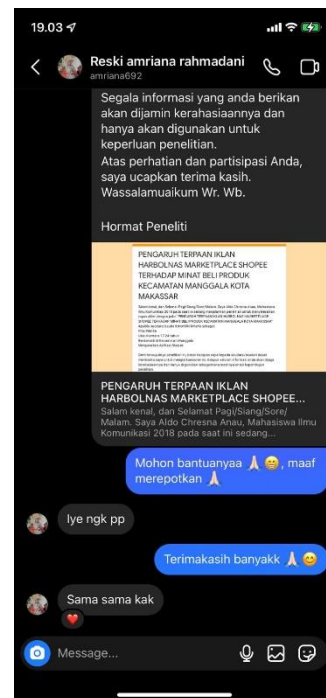 19.03
Reski amriana rahmadani
amriana692
Segala informasi yang anda berikan
akan dijamin kerahasiaannya dan
hanya akan digunakan untuk
keperluan penelitian.
Atas perhatian dan partisipasi Anda,
saya ucapkan terima kasih.
Wassalamuaikum Wr. Wb.
Hormat Peneliti
PENGARUH TERPAAN IKLAN
HARBOLNAS MARKETPLACE SHOPEE
TERHADAP MINAT BELI PRODUK
KECAMATAN MANGGALA KOTA
MAKASSAR
PENGARUH TERPAAN IKLAN
HARBOLNAS MARKETPLACE SHOPEE...
Salam kenal, dan Selamat Pagi/Siang/Sore/
Malam. Saya Aldo Chresna Anau, Mahasiswa Ilmu
Komunikasi 2018 pada saat ini sedang...
Mohon bantuanyaa 🙏🏻 😁, maaf
merepotkan 🙏🏻
Iye ngk pp
Terimakasih banyakk 🙏🏻 😊
Sama sama kak
❤️
Message...